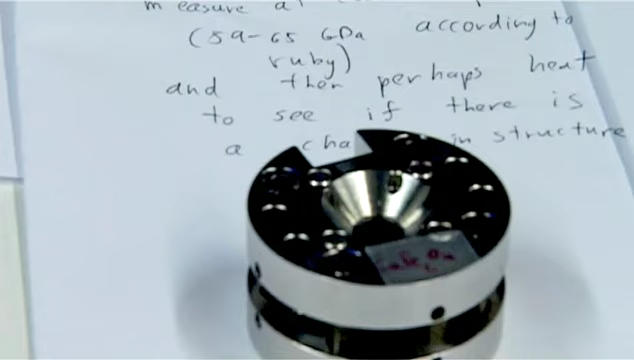 measure at
(59-65 GPa according to
ruby)
and then perhaps heat
to see if there is
a in structure